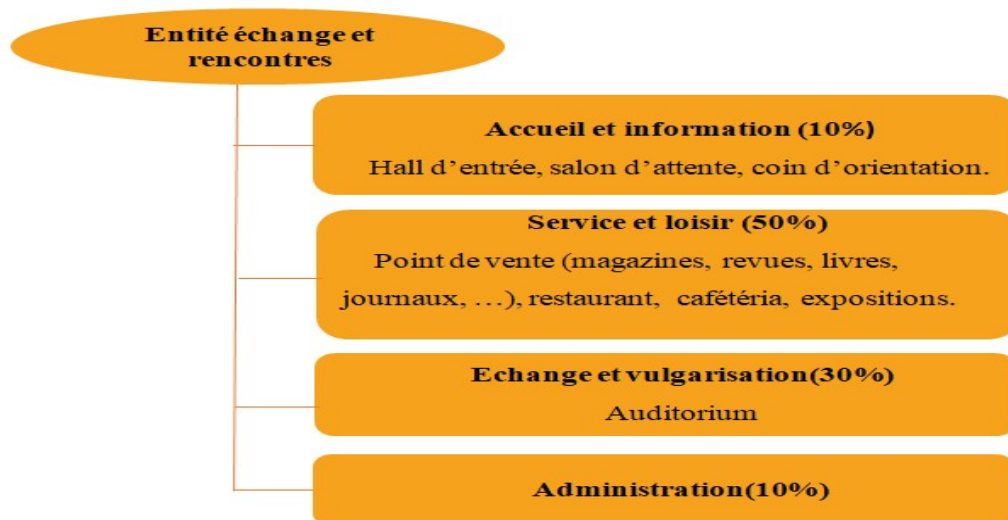 Entité échange et
rencontres
Accueil et information (10%)
Hall d’entrée, salon d’attente, coin d’orientation.
Service et loisir (50%)
Point de vente (magazines, revues, livres,
journaux, …), restaurant, cafétéria, expositions.
Echange et vulgarisation(30%)
Auditorium
Administration(10%)